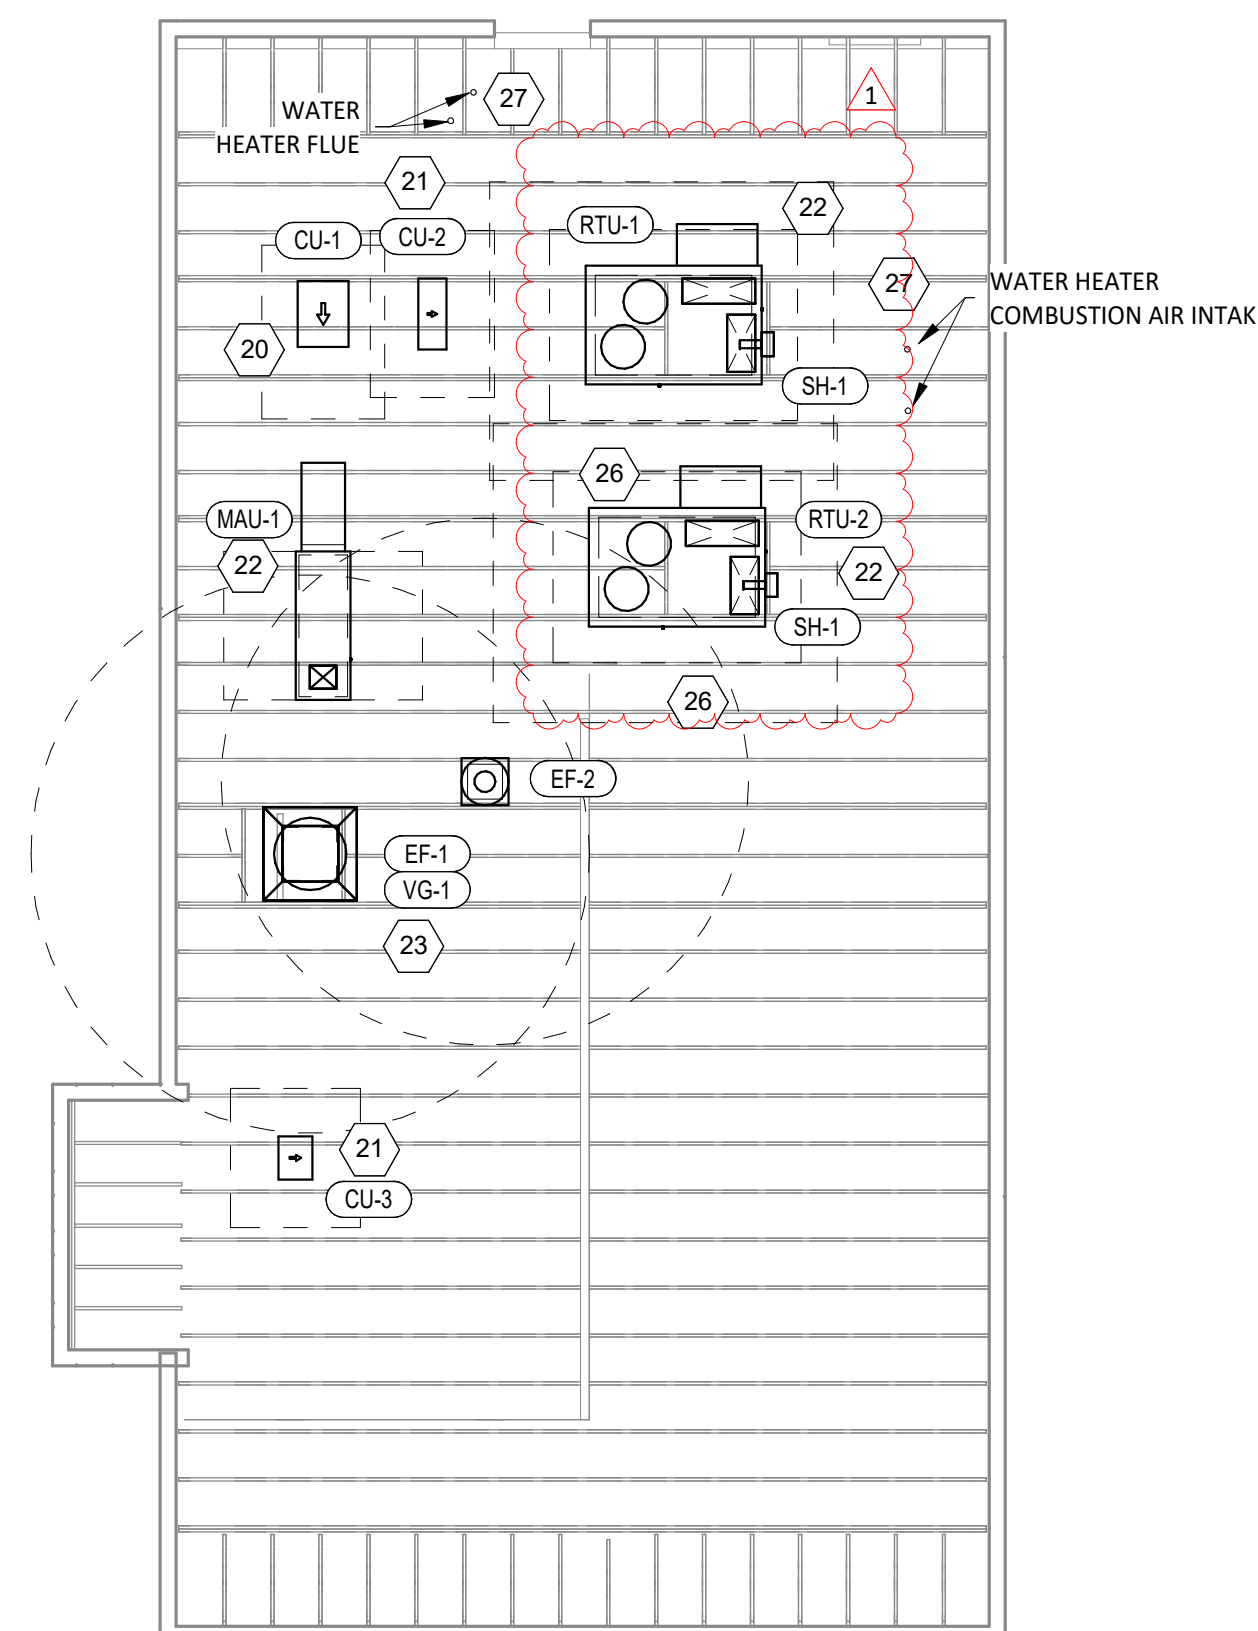 1
27
WATER
HEATER FLUE
21
22
CU-1
CU-2
RTU-1
27
WATER HEATER
COMBUSTION AIR INTAK
20
SH-1
26
MAU-1
RTU-2
22
22
SH-1
26
EF-2
EF-1
VG-1
23
21
CU-3